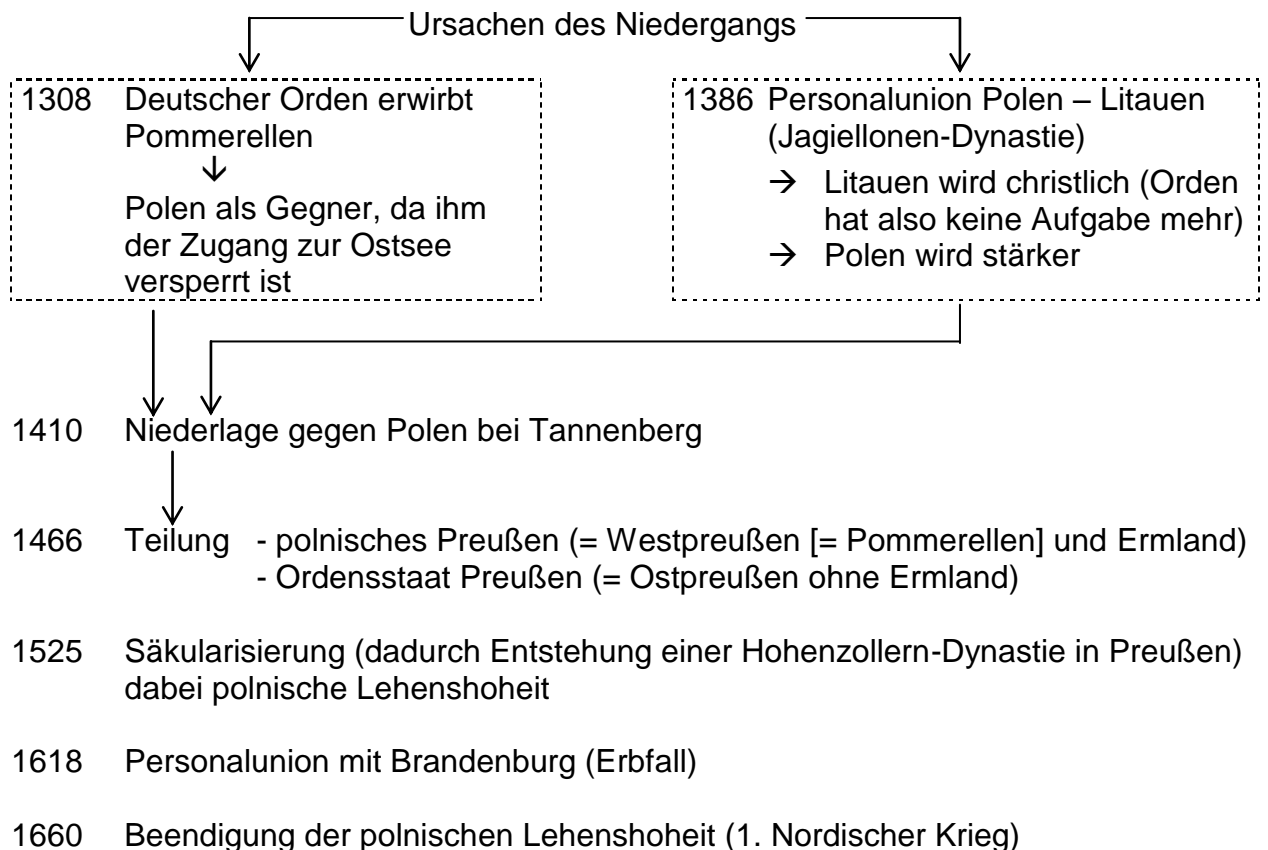 Ursachen des Niedergangs
1308 Deutscher Orden erwirbt
Pommerellen
Polen als Gegner, da ihm
der Zugang zur Ostsee
versperrt ist
1386 Personalunion Polen – Litauen
(Jagiellonen-Dynastie)
→ Litauen wird christlich (Orden
hat also keine Aufgabe mehr)
→ Polen wird stärker
1410 Niederlage gegen Polen bei Tannenberg
1466 Teilung - polnisches Preußen (= Westpreußen [= Pommerellen] und Ermland)
- Ordensstaat Preußen (= Ostpreußen ohne Ermland)
1525 Säkularisierung (dadurch Entstehung einer Hohenzollern-Dynastie in Preußen)
dabei polnische Lehenshoheit
1618 Personalunion mit Brandenburg (Erbfall)
1660 Beendigung der polnischen Lehenshoheit (1. Nordischer Krieg)